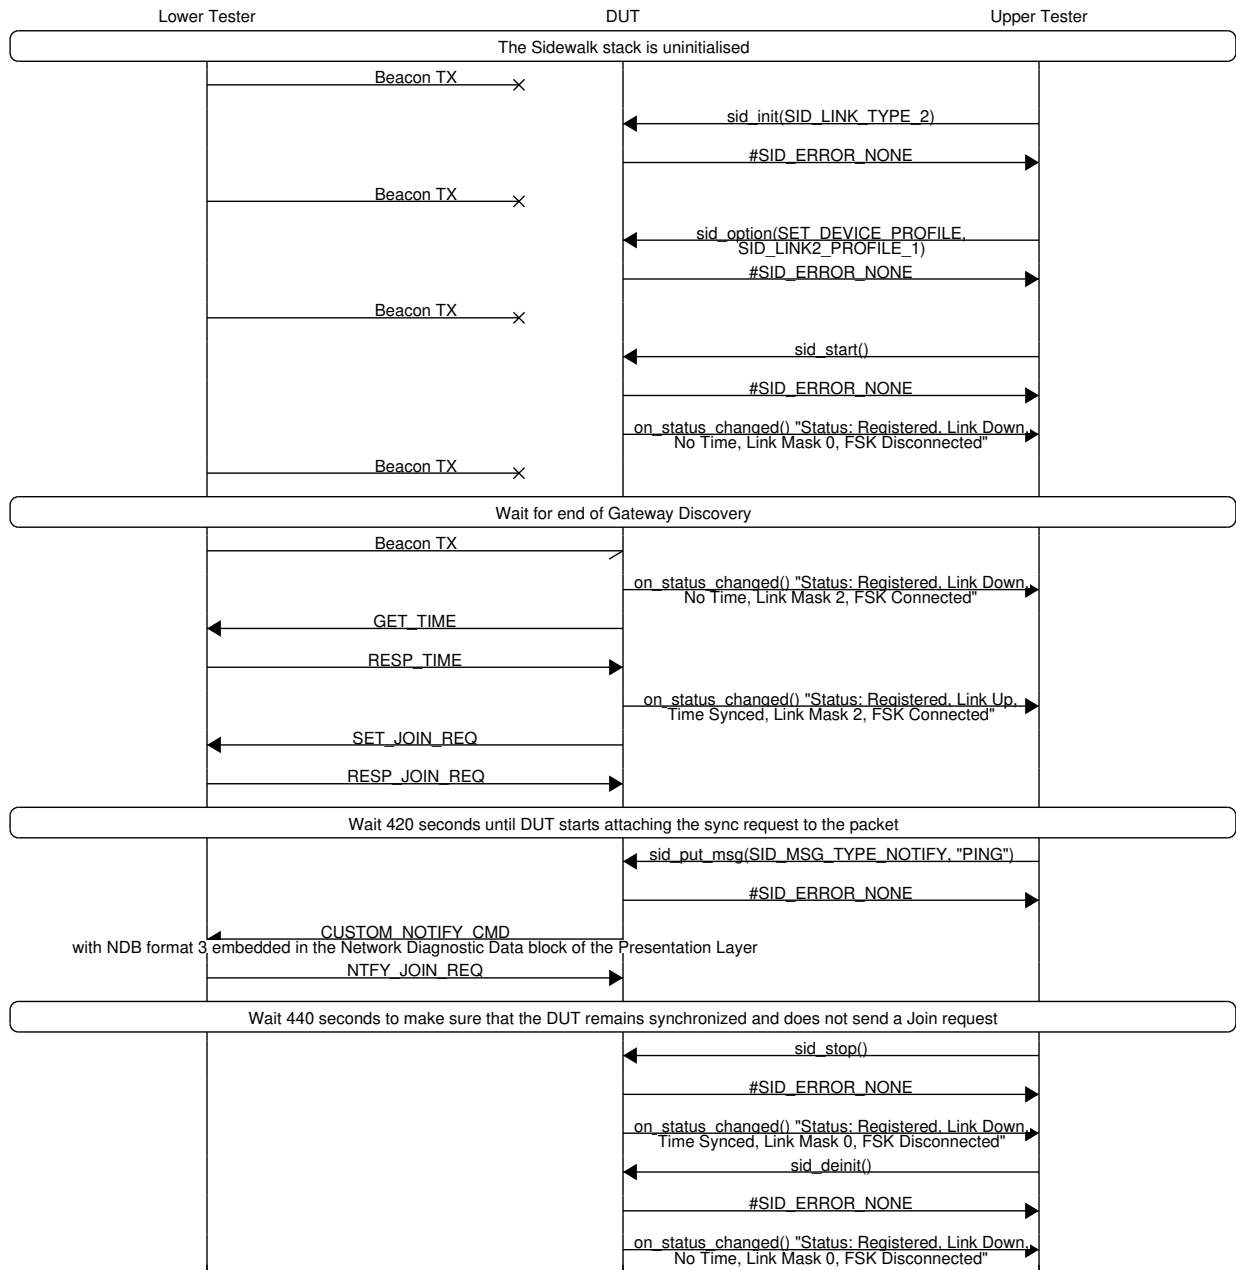 Lower Tester DUT Upper Tester
The Sidewalk stack is uninitialised
Beacon TX
sid_init(SID_LINK_TYPE_2)
#SID_ERROR_NONE
Beacon TX
sid_option(SET_DEVICE_PROFILE,
SID_LINK2_PROFILE_1)
#SID_ERROR_NONE
Beacon TX
sid_start()
#SID_ERROR_NONE
on_status_changed() "Status: Registered, Link Down,
No Time, Link Mask 0, FSK Disconnected"
Beacon TX
Wait for end of Gateway Discovery
Beacon TX
on_status_changed() "Status: Registered, Link Down,
No Time, Link Mask 2, FSK Connected"
GET_TIME
RESP_TIME
on_status_changed() "Status: Registered, Link Up,
Time Synced, Link Mask 2, FSK Connected"
SET_JOIN_REQ
RESP_JOIN_REQ
Wait 420 seconds until DUT starts attaching the sync request to the packet
sid_put_msg(SID_MSG_TYPE_NOTIFY, "PING")
#SID_ERROR_NONE
CUSTOM_NOTIFY_CMD
with NDB format 3 embedded in the Network Diagnostic Data block of the Presentation Layer
NTFY_JOIN_REQ
Wait 440 seconds to make sure that the DUT remains synchronized and does not send a Join request
sid_stop()
#SID_ERROR_NONE
on_status_changed() "Status: Registered, Link Down,
Time Synced, Link Mask 0, FSK Disconnected"
sid_deinit()
#SID_ERROR_NONE
on_status_changed() "Status: Registered, Link Down,
No Time, Link Mask 0, FSK Disconnected"